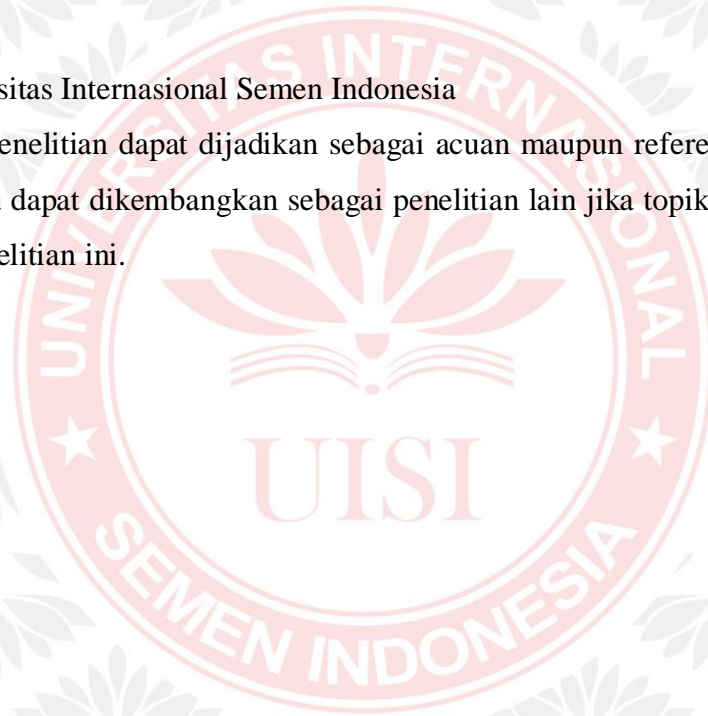 sitas Internasional Semen Indonesia
enelitian dapat dijadikan sebagai acuan maupun refere
dapat dikembangkan sebagai penelitian lain jika topik
elitian ini.
UNIVERSITAS INTERNASIONAL
UISI
SEMEN INDONESIA